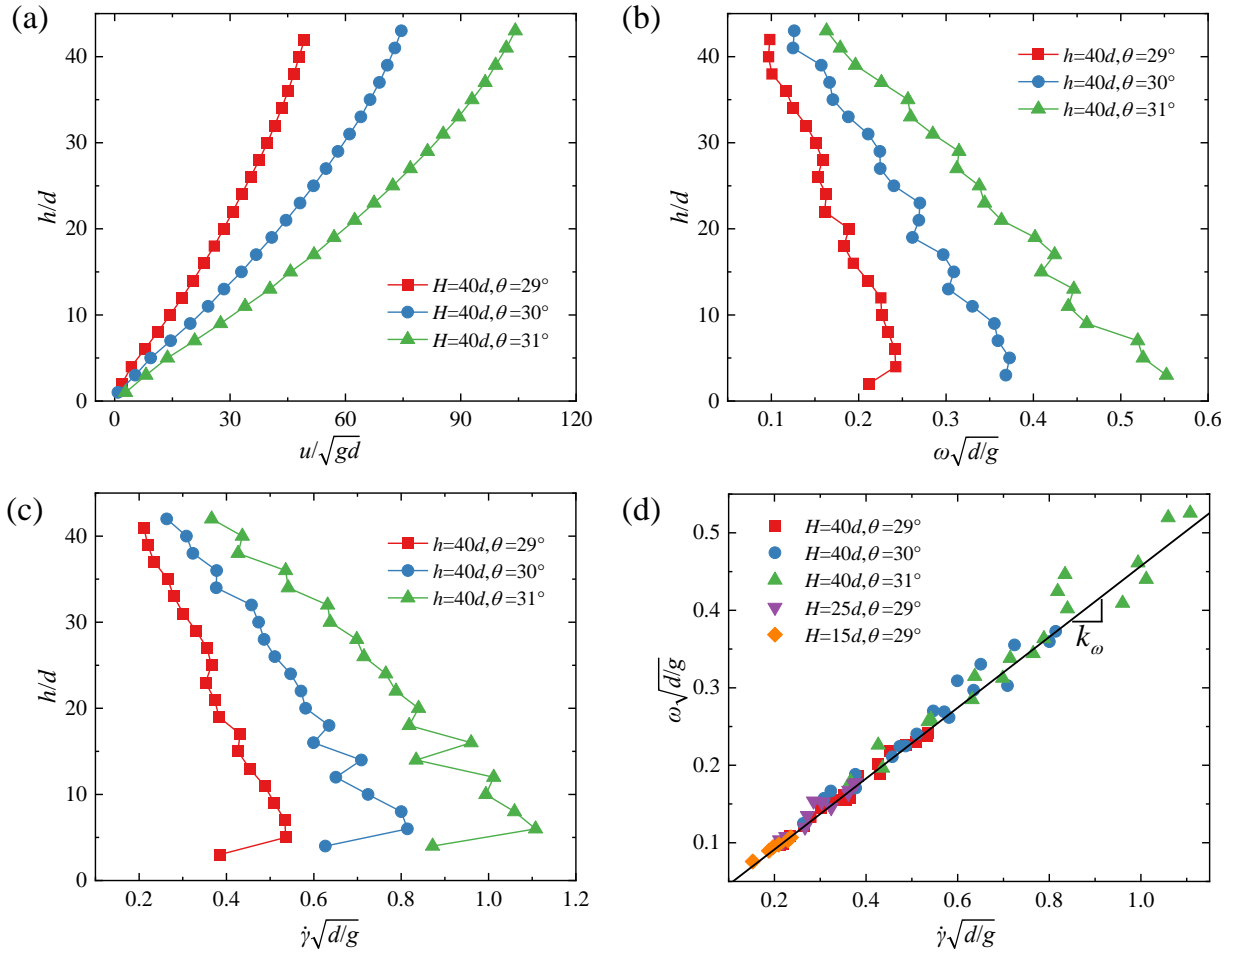 (a)
40
30
20
10
0
h/d
H=40d,θ=29°
H=40d,θ=30°
H=40d,θ=31°
0 30 60 90 120
u/√gd
(b)
40
30
20
10
0
h/d
h=40d,θ=29°
h=40d,θ=30°
h=40d,θ=31°
0.1 0.2 0.3 0.4 0.5 0.6
ω√d/g
(c)
40
30
20
10
0
h/d
h=40d,θ=29°
h=40d,θ=30°
h=40d,θ=31°
0.2 0.4 0.6 0.8 1.0 1.2
γ̇√d/g
(d)
0.5
0.4
0.3
0.2
0.1
ω√d/g
H=40d,θ=29°
H=40d,θ=30°
H=40d,θ=31°
H=25d,θ=29°
H=15d,θ=29°
kω
0.2 0.4 0.6 0.8 1.0
γ̇√d/g